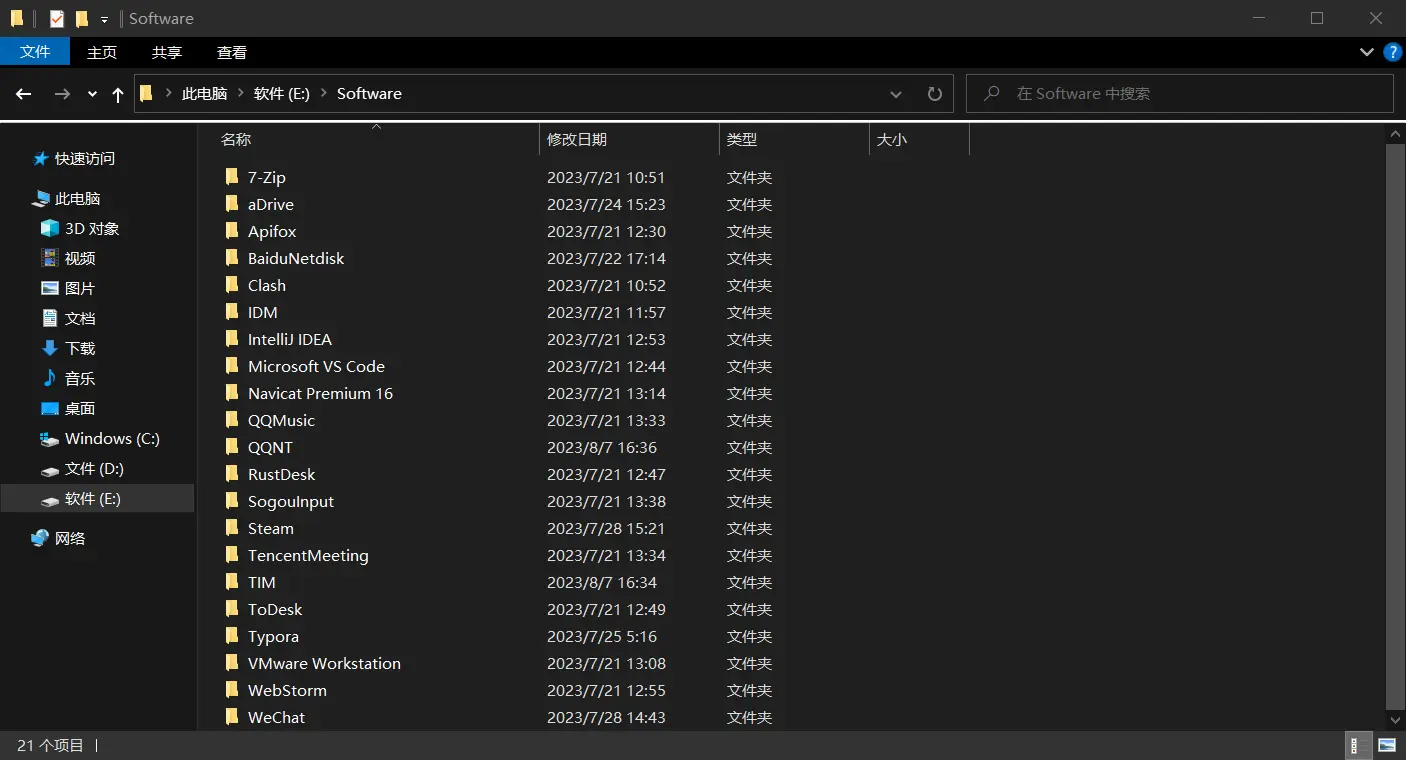 Software
文件 主页 共享 查看 ?
此电脑 软件 (E:) Software 在 Software 中搜索
快速访问
此电脑
3D 对象
视频
图片
文档
下载
音乐
桌面
Windows (C:)
文件 (D:)
软件 (E:)
网络
名称 修改日期 类型 大小
7-Zip 2023/7/21 10:51 文件夹
aDrive 2023/7/24 15:23 文件夹
Apifox 2023/7/21 12:30 文件夹
BaiduNetdisk 2023/7/22 17:14 文件夹
Clash 2023/7/21 10:52 文件夹
IDM 2023/7/21 11:57 文件夹
IntelliJ IDEA 2023/7/21 12:53 文件夹
Microsoft VS Code 2023/7/21 12:44 文件夹
Navicat Premium 16 2023/7/21 13:14 文件夹
QQMusic 2023/7/21 13:33 文件夹
QQNT 2023/8/7 16:36 文件夹
RustDesk 2023/7/21 12:47 文件夹
SogouInput 2023/7/21 13:38 文件夹
Steam 2023/7/28 15:21 文件夹
TencentMeeting 2023/7/21 13:34 文件夹
TIM 2023/8/7 16:34 文件夹
ToDesk 2023/7/21 12:49 文件夹
Typora 2023/7/25 5:16 文件夹
VMware Workstation 2023/7/21 13:08 文件夹
WebStorm 2023/7/21 12:55 文件夹
WeChat 2023/7/28 14:43 文件夹
21 个项目